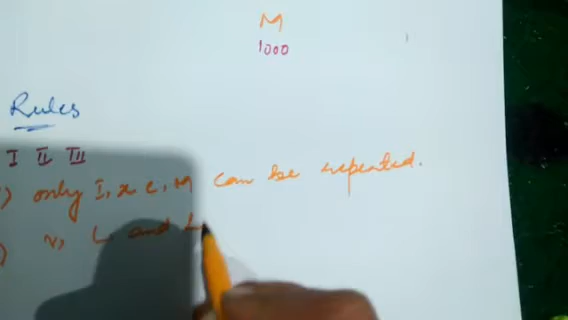 M
1000
Rules
I II III
) only I, x c, M can be repeated.
) V, L and